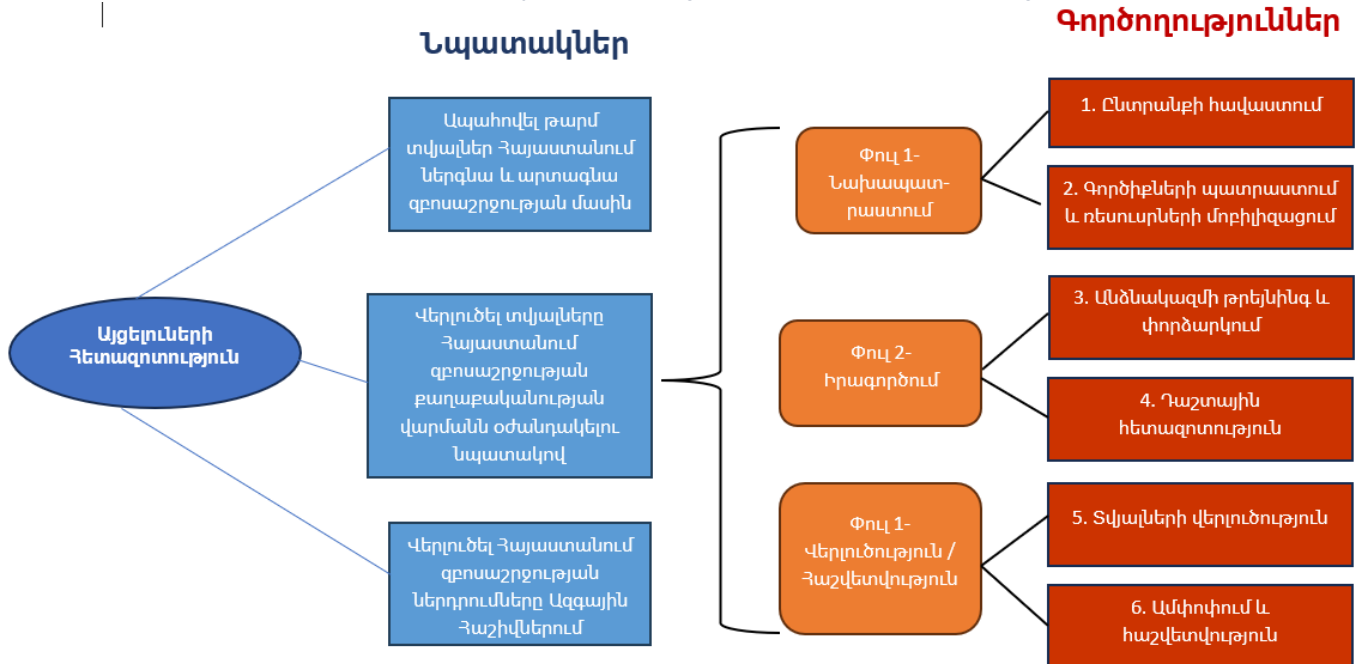 Նպատակներ
Գործողություններ
Այցելուների
Հետազոտություն
Ապահովել թարմ
տվյալներ Հայաստանում
ներգնա և արտագնա
զբոսաշրջության մասին
Վերլուծել տվյալները
Հայաստանում
զբոսաշրջության
քաղաքականության
վարմանն օժանդակելու
նպատակով
Վերլուծել Հայաստանում
զբոսաշրջության
ներդրումները Ազգային
Հաշիվներում
Փուլ 1-
Նախապատ-
րաստում
Փուլ 2-
Իրագործում
Փուլ 1-
Վերլուծություն /
Հաշվետվություն
1. Ընտրանքի հավաստում
2. Գործիքների պատրաստում
և ռեսուսրների մոբիլիզացում
3. Անձնակազմի թրեյնինգ և
փորձարկում
4. Դաշտային
հետազոտություն
5. Տվյալների վերլուծություն
6. Ամփոփում և
հաշվետվություն